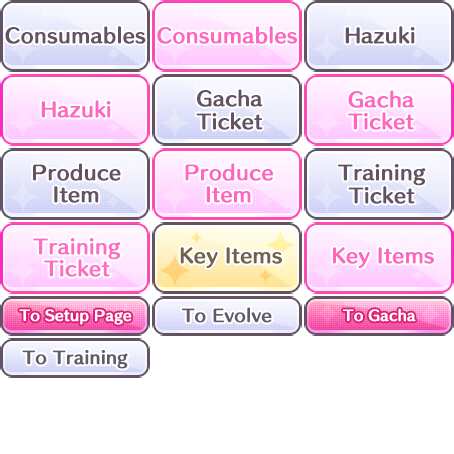 Consumables
Consumables
Hazuki
Hazuki
Gacha
Ticket
Gacha
Ticket
Produce
Item
Produce
Item
Training
Ticket
Training
Ticket
Key Items
Key Items
To Setup Page
To Evolve
To Gacha
To Training